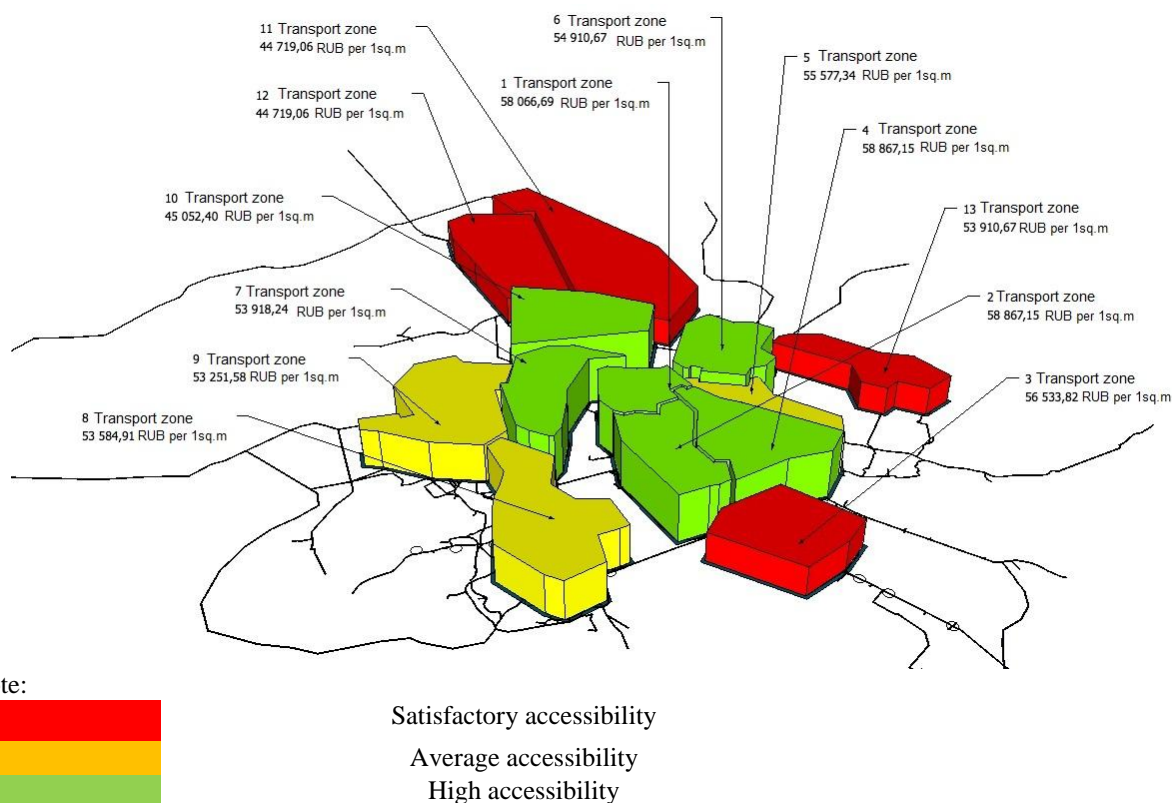 11 Transport zone
44 719,06 RUB per 1sq.m
6 Transport zone
54 910,67 RUB per 1sq.m
5 Transport zone
55 577,34 RUB per 1sq.m
12 Transport zone
44 719,06 RUB per 1sq.m
1 Transport zone
58 066,69 RUB per 1sq.m
4 Transport zone
58 867,15 RUB per 1sq.m
10 Transport zone
45 052,40 RUB per 1sq.m
13 Transport zone
53 910,67 RUB per 1sq.m
7 Transport zone
53 918,24 RUB per 1sq.m
2 Transport zone
58 867,15 RUB per 1sq.m
9 Transport zone
53 251,58 RUB per 1sq.m
3 Transport zone
56 533,82 RUB per 1sq.m
8 Transport zone
53 584,91 RUB per 1sq.m
te:
Satisfactory accessibility
Average accessibility
High accessibility